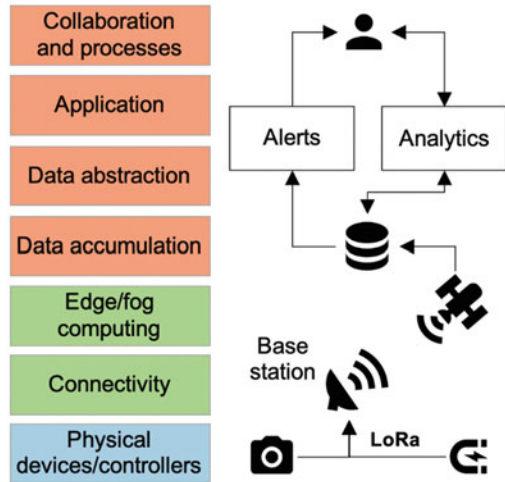 Collaboration
and processes
Application
Data abstraction
Data accumulation
Edge/fog
computing
Connectivity
Physical
devices/controllers
Alerts
Analytics
Base
station
LoRa